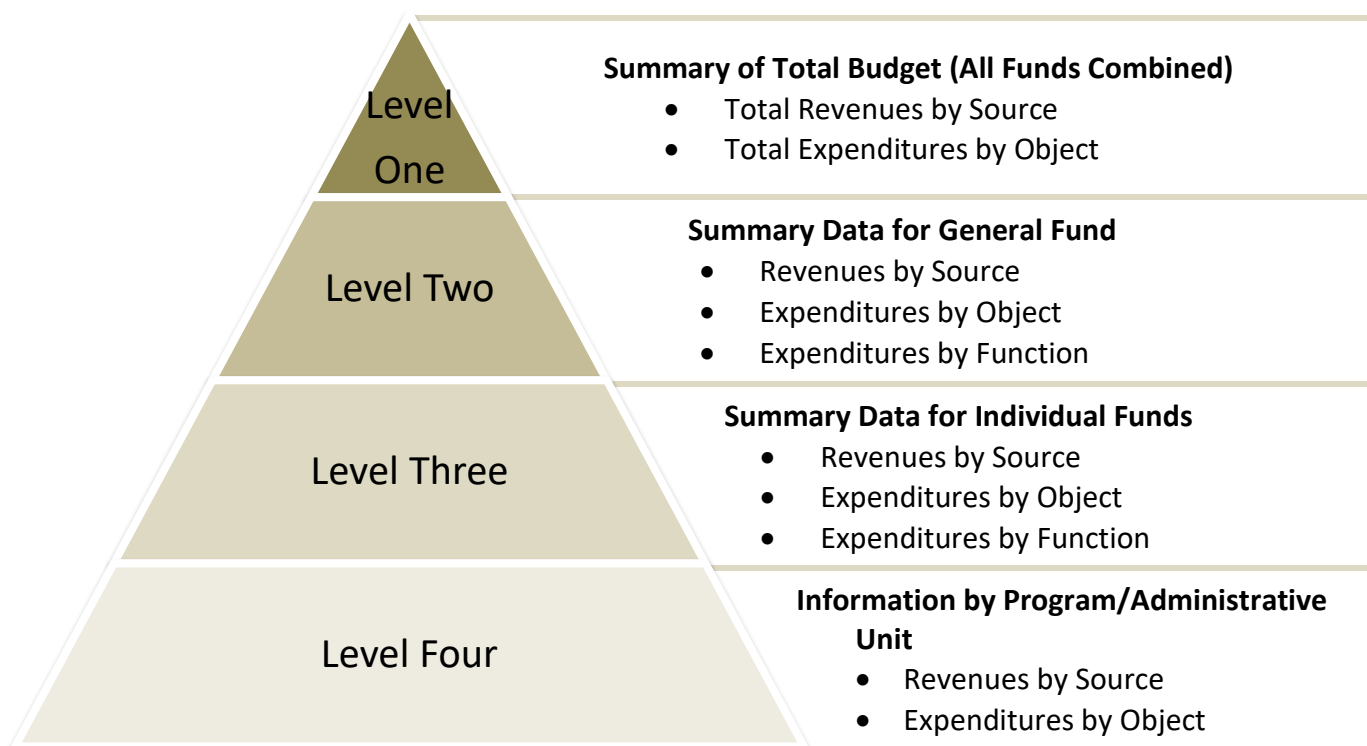 Level
One
Summary of Total Budget (All Funds Combined)
• Total Revenues by Source
• Total Expenditures by Object
Level Two
Summary Data for General Fund
• Revenues by Source
• Expenditures by Object
• Expenditures by Function
Level Three
Summary Data for Individual Funds
• Revenues by Source
• Expenditures by Object
• Expenditures by Function
Level Four
Information by Program/Administrative
Unit
• Revenues by Source
• Expenditures by Object